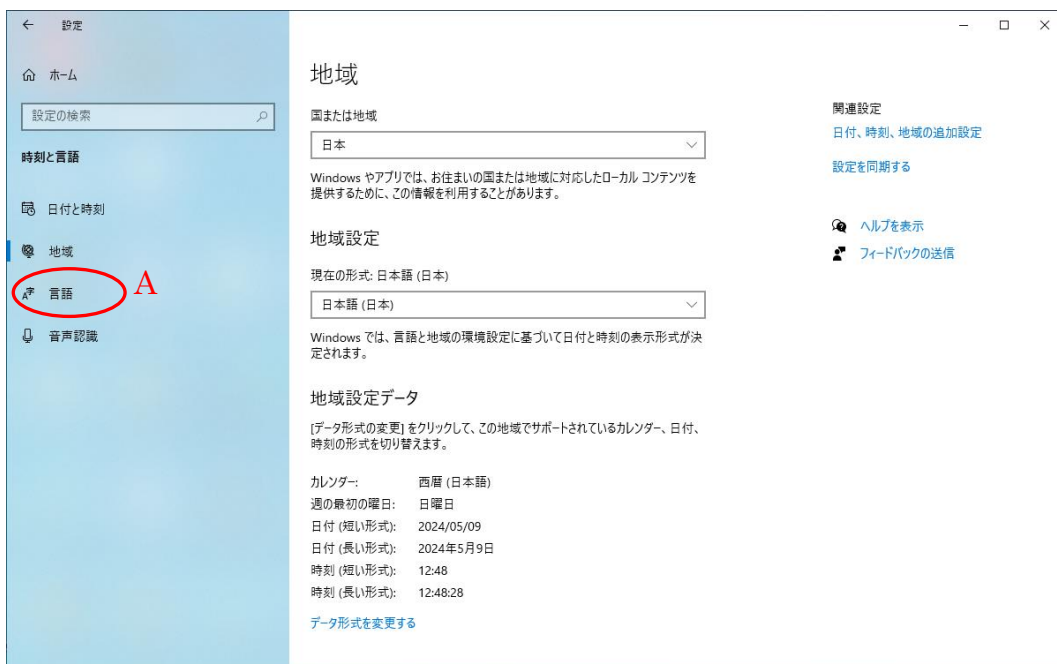 設定
ホーム
設定の検索
時刻と言語
日付と時刻
地域
言語
A
音声認識
地域
国または地域
日本
Windows やアプリでは、お住まいの国または地域に対応したローカル コンテンツを
提供するために、この情報を利用することがあります。
地域設定
現在の形式: 日本語 (日本)
日本語 (日本)
Windows では、言語と地域の環境設定に基づいて日付と時刻の表示形式が決
定されます。
地域設定データ
[データ形式の変更] をクリックして、この地域でサポートされているカレンダー、日付、
時刻の形式を切り替えます。
カレンダー: 西暦 (日本語)
週の最初の曜日: 日曜日
日付 (短い形式): 2024/05/09
日付 (長い形式): 2024年5月9日
時刻 (短い形式): 12:48
時刻 (長い形式): 12:48:28
データ形式を変更する
関連設定
日付、時刻、地域の追加設定
設定を同期する
ヘルプを表示
フィードバックの送信